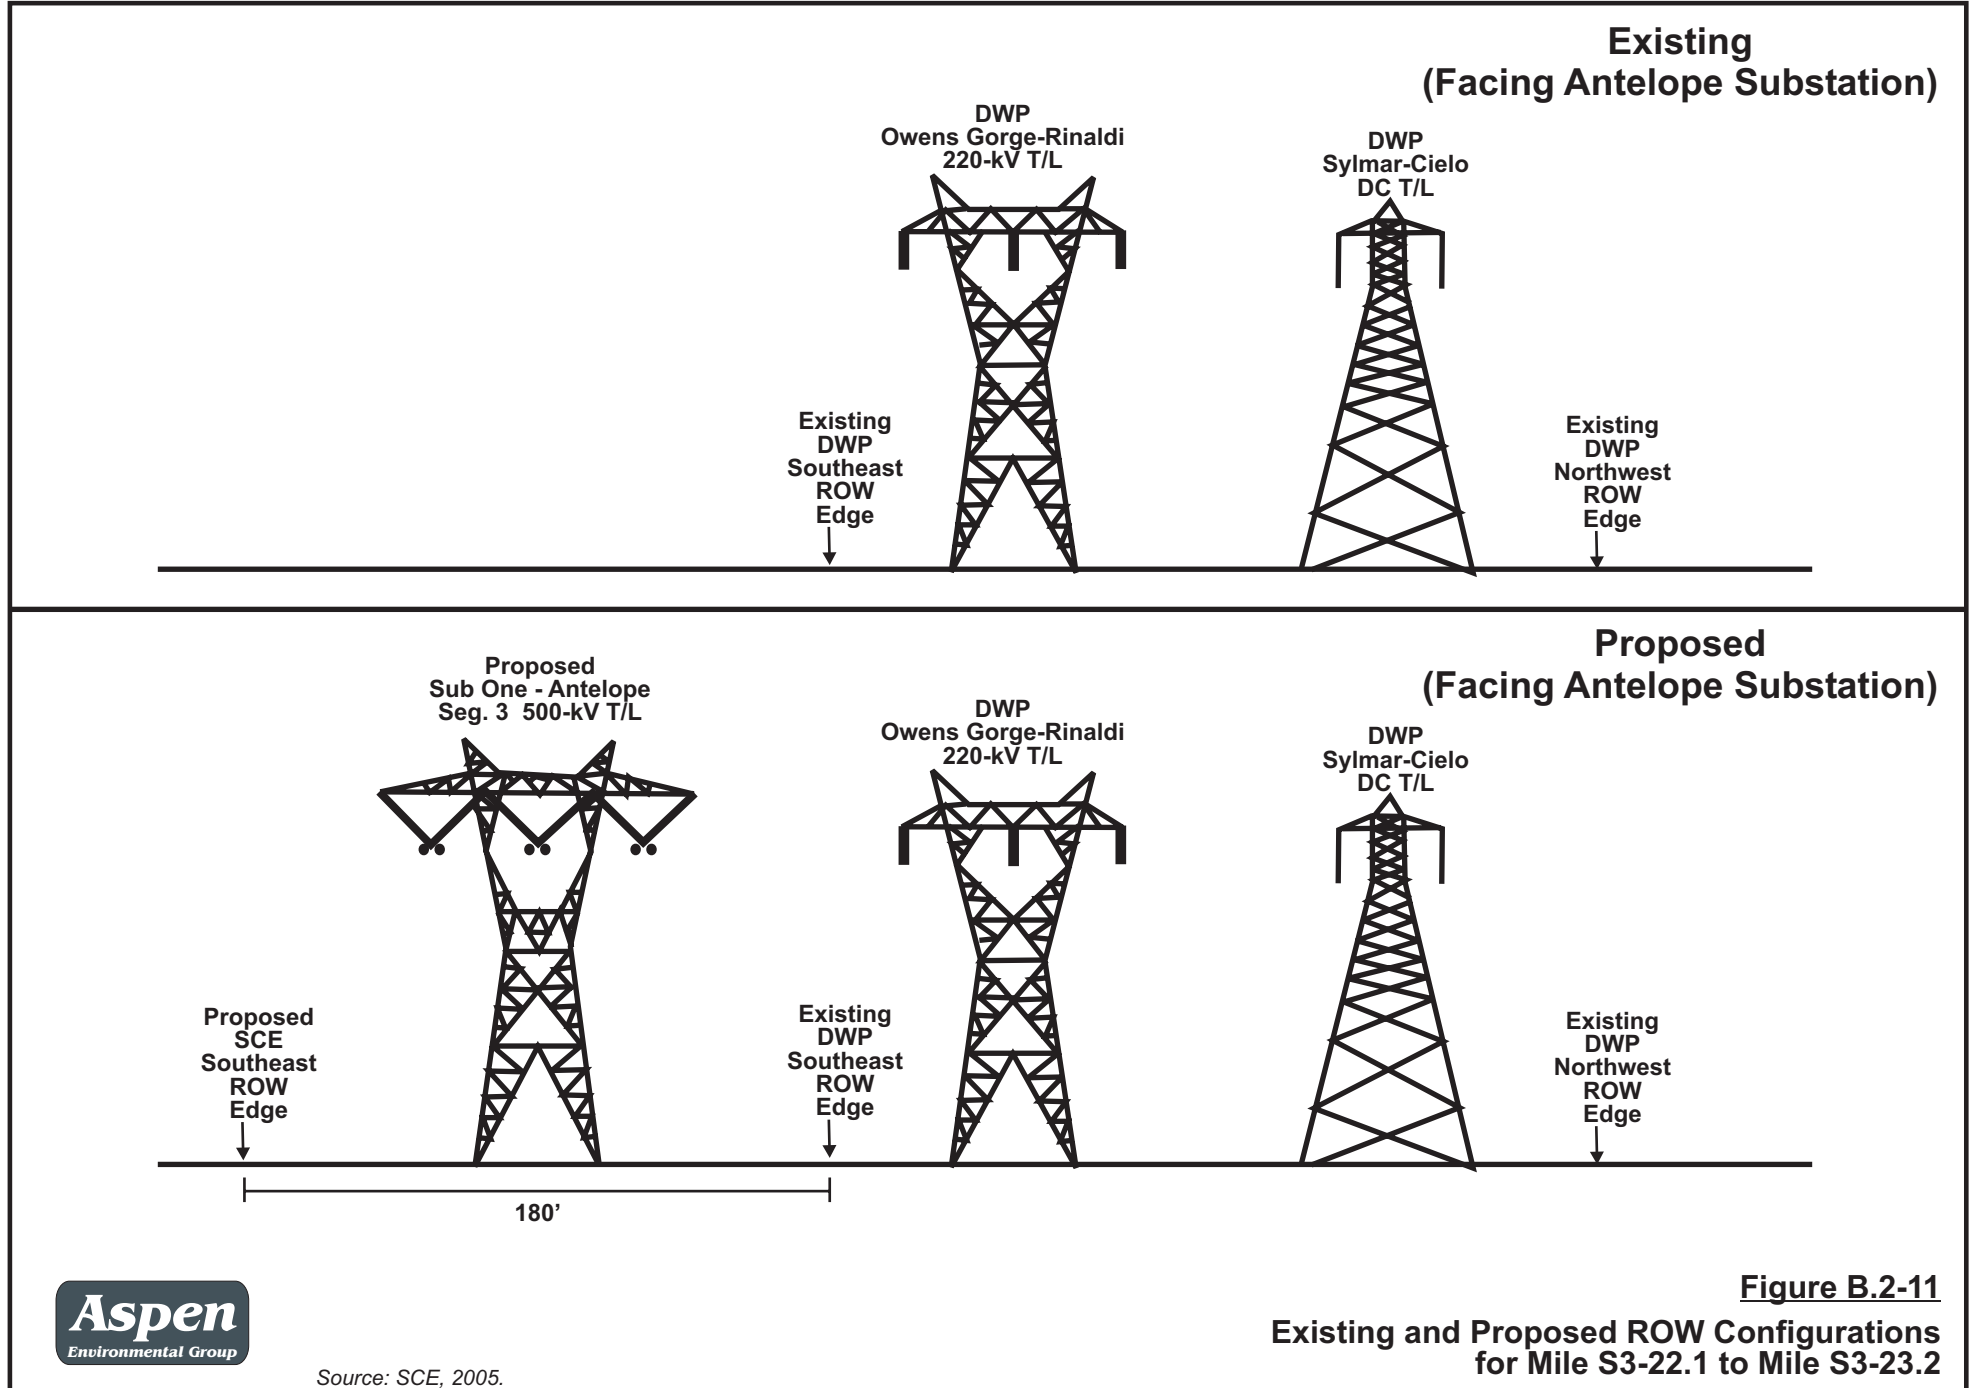 Existing
(Facing Antelope Substation)
DWP
Owens Gorge-Rinaldi
220-kV T/L
DWP
Sylmar-Cielo
DC T/L
Existing
DWP
Southeast
ROW
Edge
Existing
DWP
Northwest
ROW
Edge
Proposed
(Facing Antelope Substation)
Proposed
Sub One - Antelope
Seg. 3  500-kV T/L
DWP
Owens Gorge-Rinaldi
220-kV T/L
DWP
Sylmar-Cielo
DC T/L
Proposed
SCE
Southeast
ROW
Edge
Existing
DWP
Southeast
ROW
Edge
Existing
DWP
Northwest
ROW
Edge
180’
Aspen
Environmental Group
Source: SCE, 2005.
Figure B.2-11
Existing and Proposed ROW Configurations
for Mile S3-22.1 to Mile S3-23.2